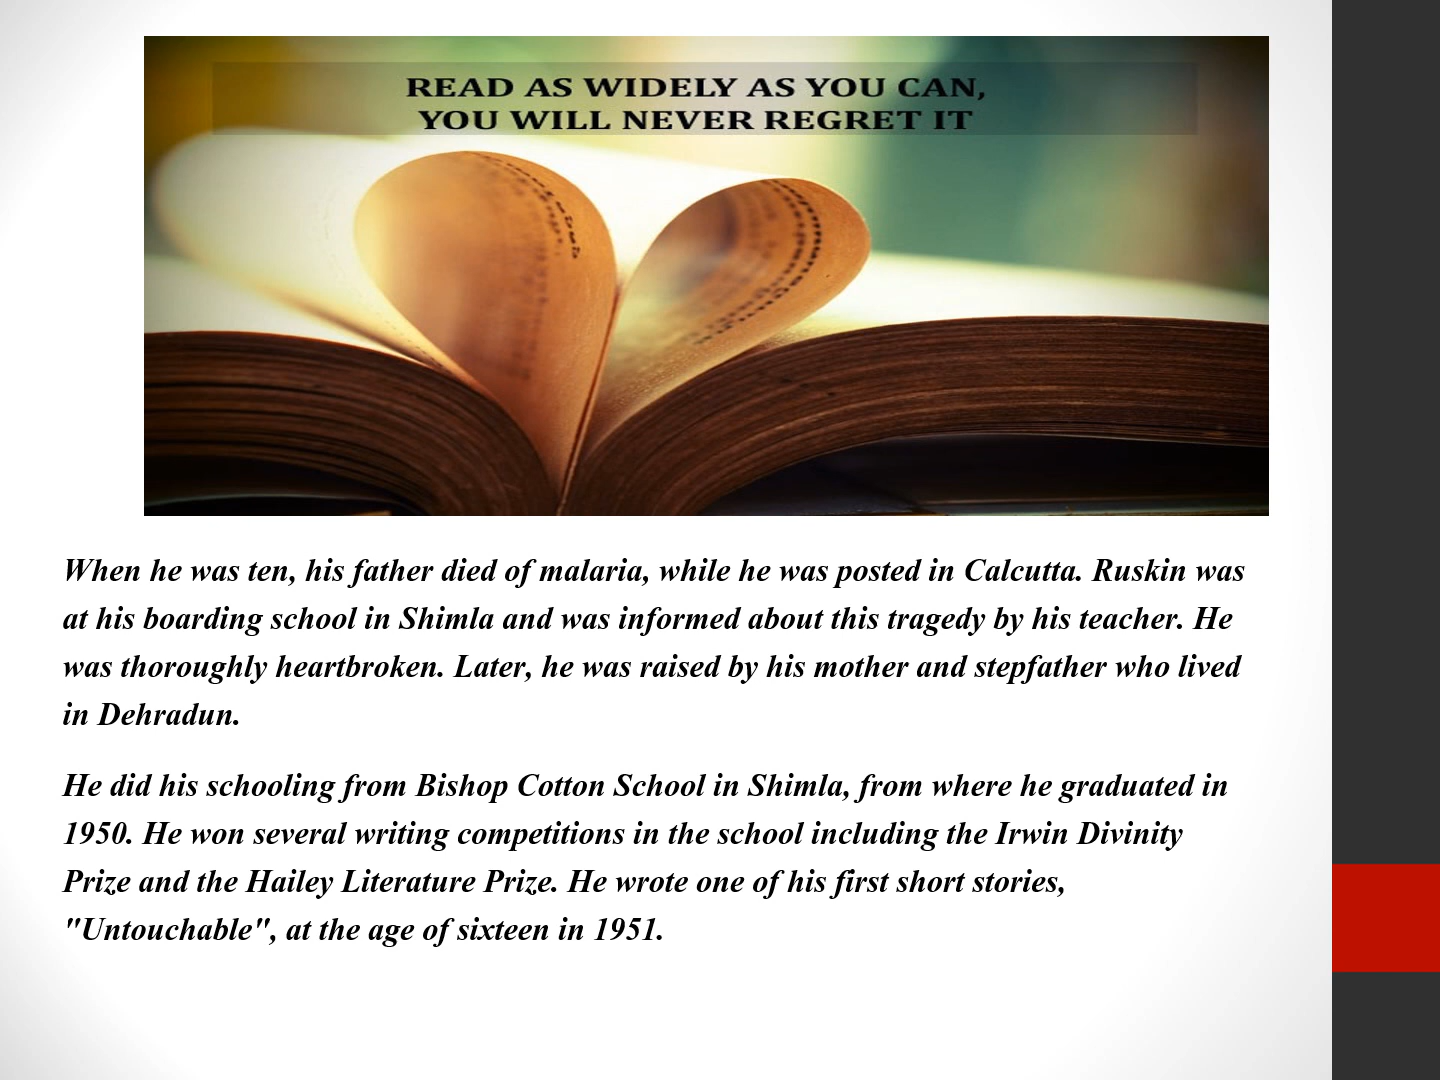 READ AS WIDELY AS YOU CAN,
YOU WILL NEVER REGRET IT
When he was ten, his father died of malaria, while he was posted in Calcutta. Ruskin was
at his boarding school in Shimla and was informed about this tragedy by his teacher. He
was thoroughly heartbroken. Later, he was raised by his mother and stepfather who lived
in Dehradun.
He did his schooling from Bishop Cotton School in Shimla, from where he graduated in
1950. He won several writing competitions in the school including the Irwin Divinity
Prize and the Hailey Literature Prize. He wrote one of his first short stories,
"Untouchable", at the age of sixteen in 1951.